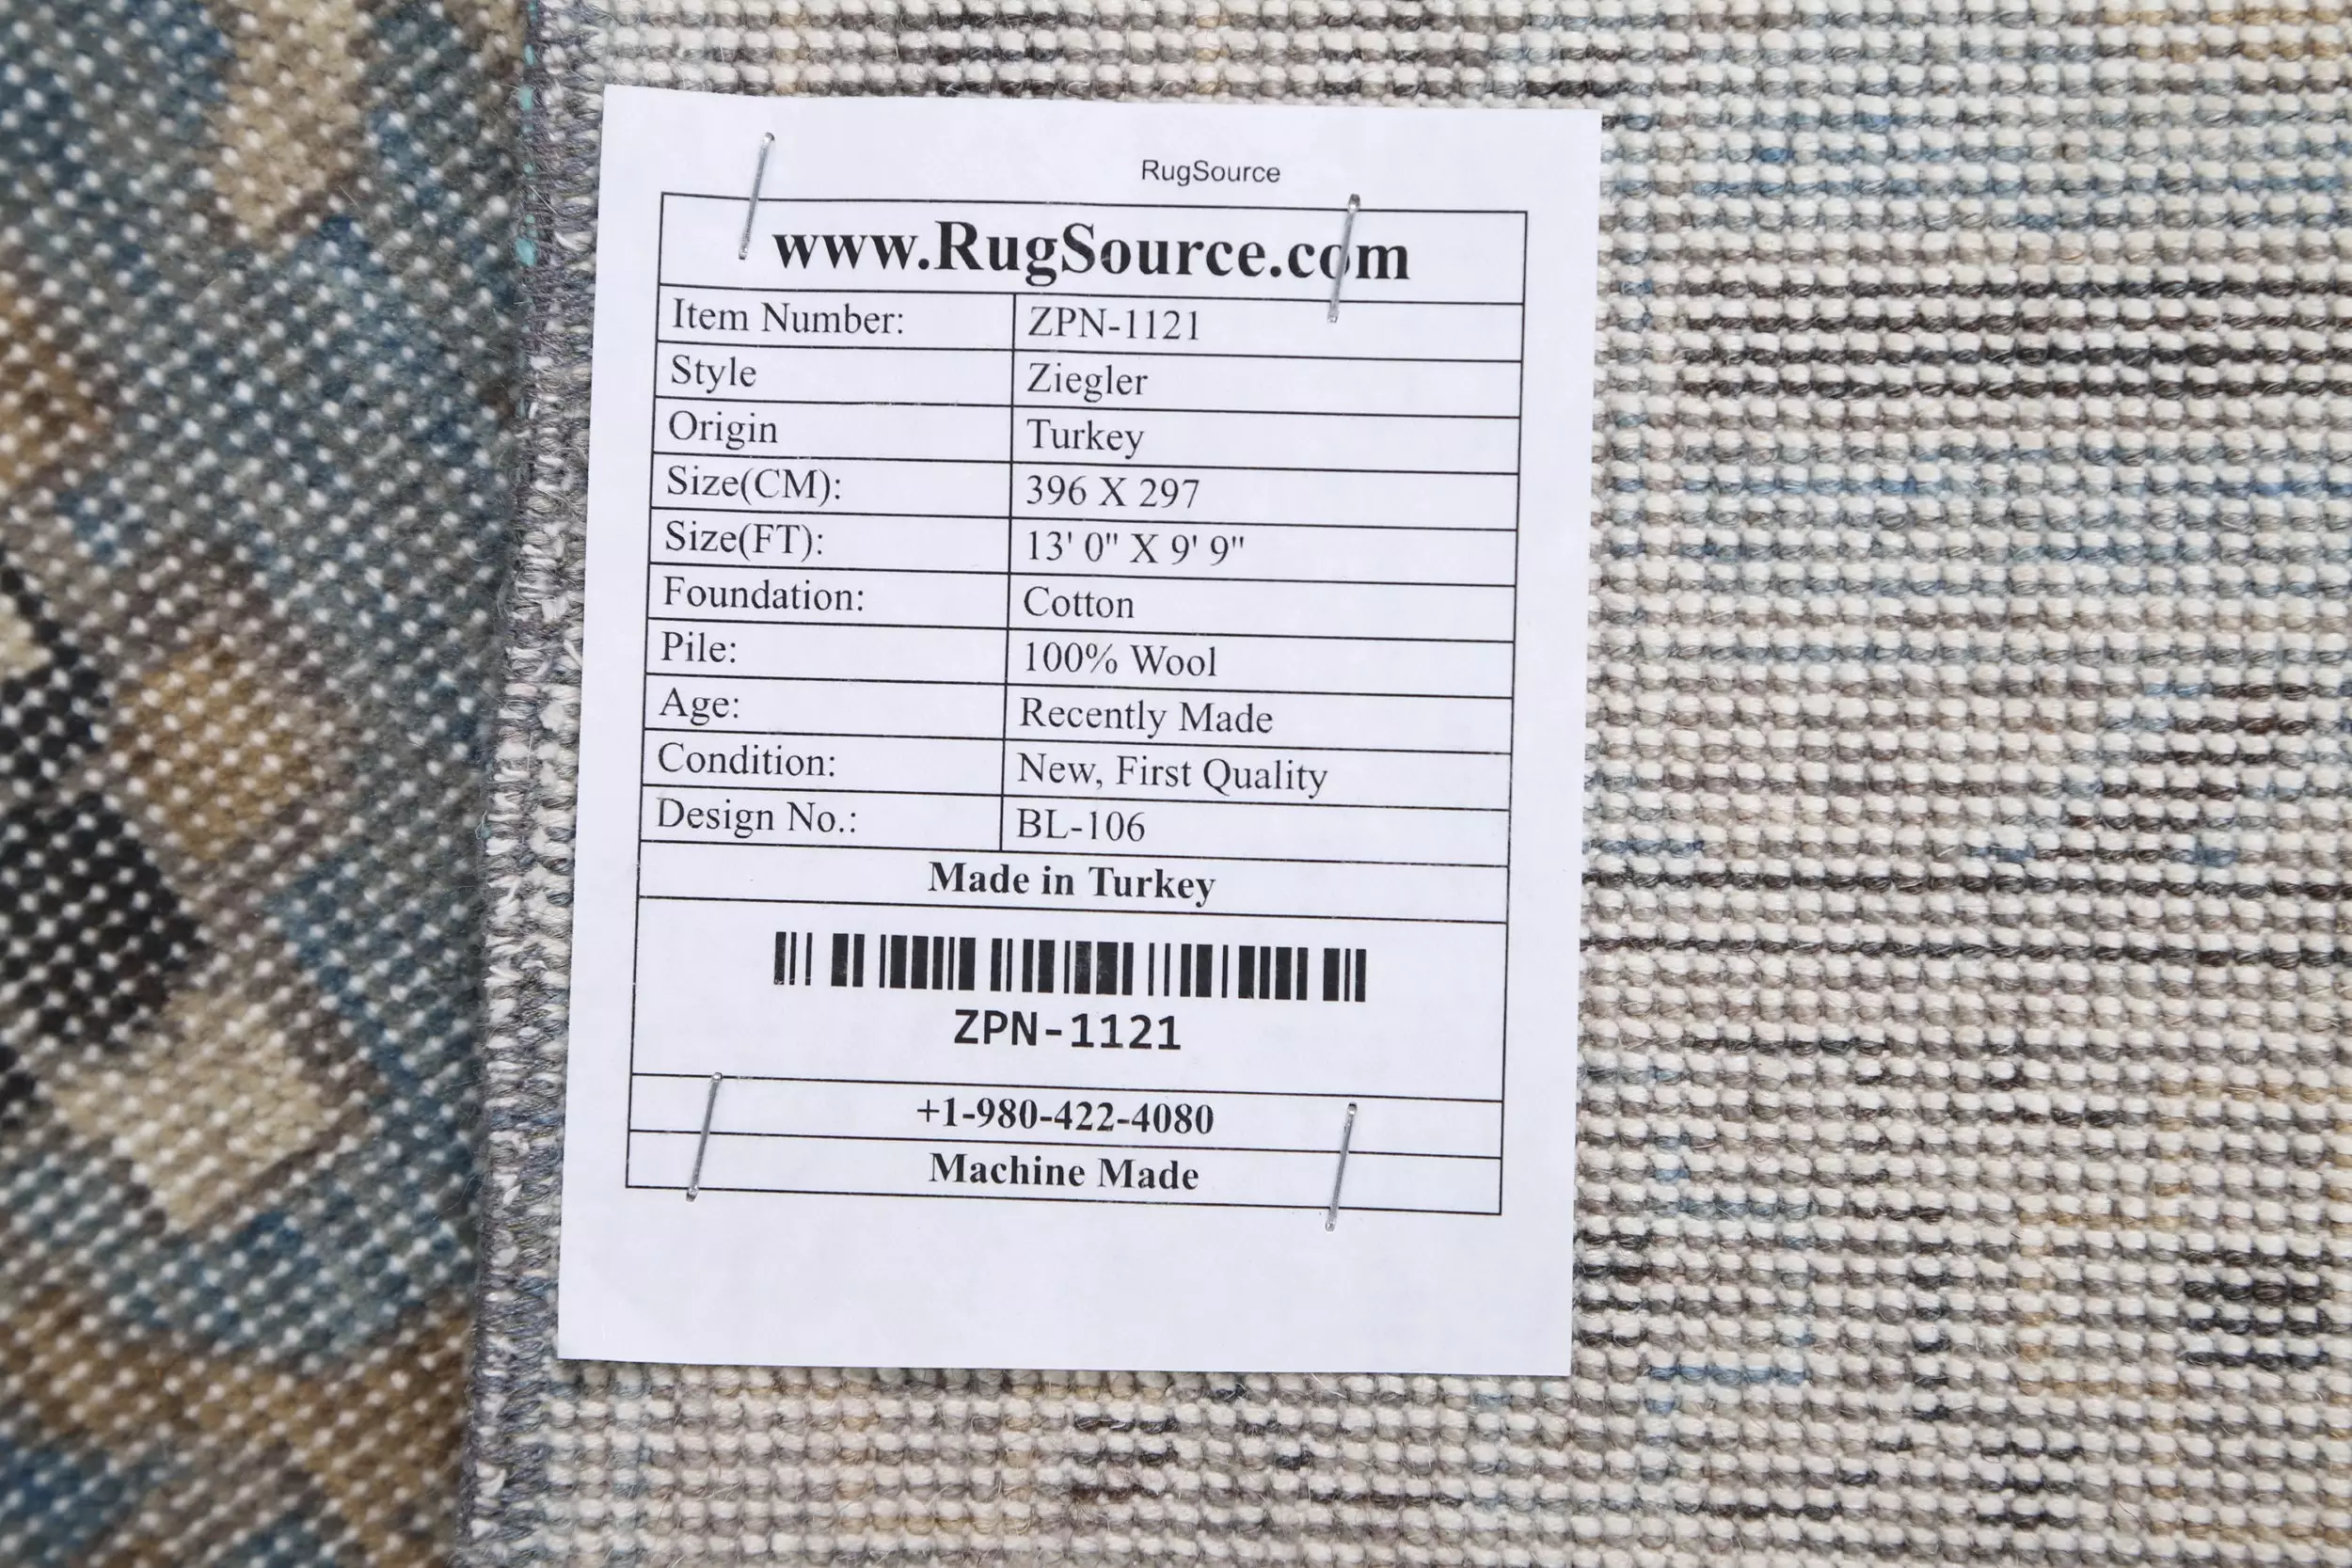 RugSource
www.RugSource.com
Item Number: ZPN-1121
Style Ziegler
Origin Turkey
Size(CM): 396 X 297
Size(FT): 13' 0" X 9' 9"
Foundation: Cotton
Pile: 100% Wool
Age: Recently Made
Condition: New, First Quality
Design No.: BL-106
Made in Turkey
ZPN-1121
+1-980-422-4080
Machine Made